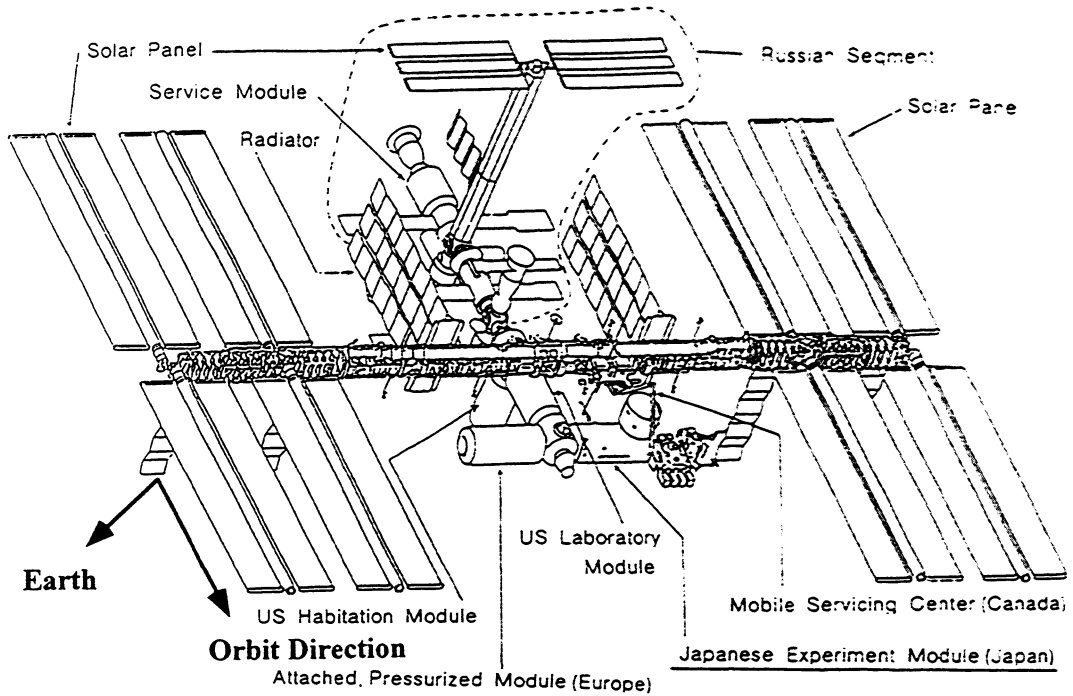 Solar Panel
Russian Segment
Service Module
Solar Pane
Radiator
US Laboratory
Module
Earth
US Habitation Module
Mobile Servicing Center (Canada)
Orbit Direction
Japanese Experiment Module (Japan)
Attached, Pressurized Module (Europe)